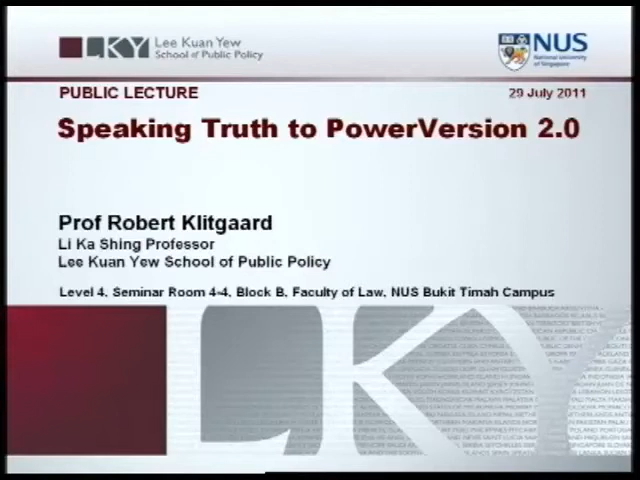 LKY Lee Kuan Yew
School of Public Policy
NUS
National University
of Singapore
PUBLIC LECTURE 29 July 2011
Speaking Truth to PowerVersion 2.0
Prof Robert Klitgaard
Li Ka Shing Professor
Lee Kuan Yew School of Public Policy
Level 4, Seminar Room 4-4, Block B, Faculty of Law, NUS Bukit Timah Campus
LKY